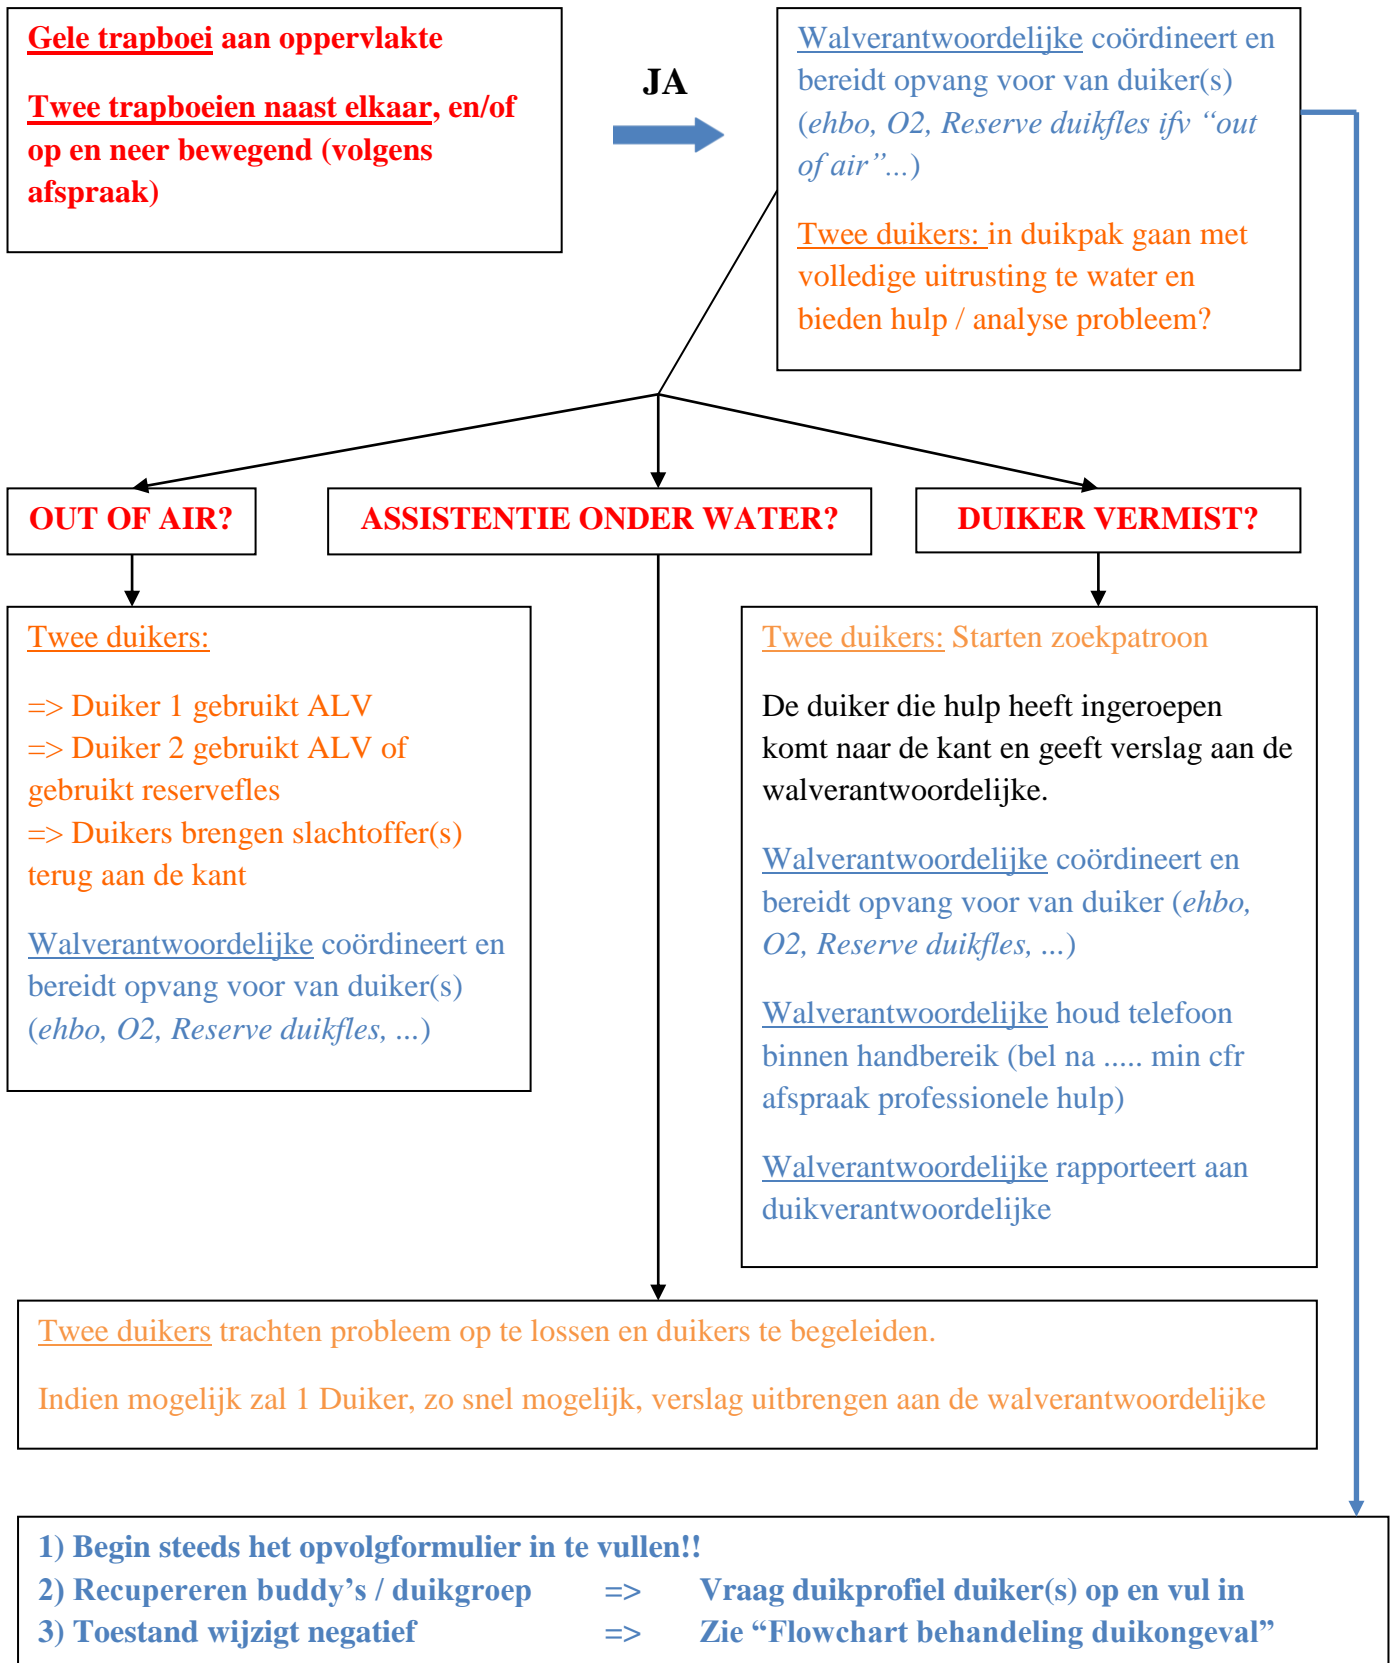 Gele trapboei aan oppervlakte
Twee trapboeien naast elkaar, en/of
op en neer bewegend (volgens
afspraak)
JA
Walverantwoordelijke coördineert en
bereidt opvang voor van duiker(s)
(ehbo, O2, Reserve duikfles ifv “out
of air”...)
Twee duikers: in duikpak gaan met
volledige uitrusting te water en
bieden hulp / analyse probleem?
OUT OF AIR?
ASSISTENTIE ONDER WATER?
DUIKER VERMIST?
Twee duikers:
=> Duiker 1 gebruikt ALV
=> Duiker 2 gebruikt ALV of
gebruikt reservefles
=> Duikers brengen slachtoffer(s)
terug aan de kant
Walverantwoordelijke coördineert en
bereidt opvang voor van duiker(s)
(ehbo, O2, Reserve duikfles, ...)
Twee duikers: Starten zoekpatroon
De duiker die hulp heeft ingeroepen
komt naar de kant en geeft verslag aan de
walverantwoordelijke.
Walverantwoordelijke coördineert en
bereidt opvang voor van duiker (ehbo,
O2, Reserve duikfles, ...)
Walverantwoordelijke houd telefoon
binnen handbereik (bel na ..... min cfr
afspraak professionele hulp)
Walverantwoordelijke rapporteert aan
duikverantwoordelijke
Twee duikers trachten probleem op te lossen en duikers te begeleiden.
Indien mogelijk zal 1 Duiker, zo snel mogelijk, verslag uitbrengen aan de walverantwoordelijke
1) Begin steeds het opvolgformulier in te vullen!!
2) Recupereren buddy’s / duikgroep => Vraag duikprofiel duiker(s) op en vul in
3) Toestand wijzigt negatief => Zie “Flowchart behandeling duikongeval”